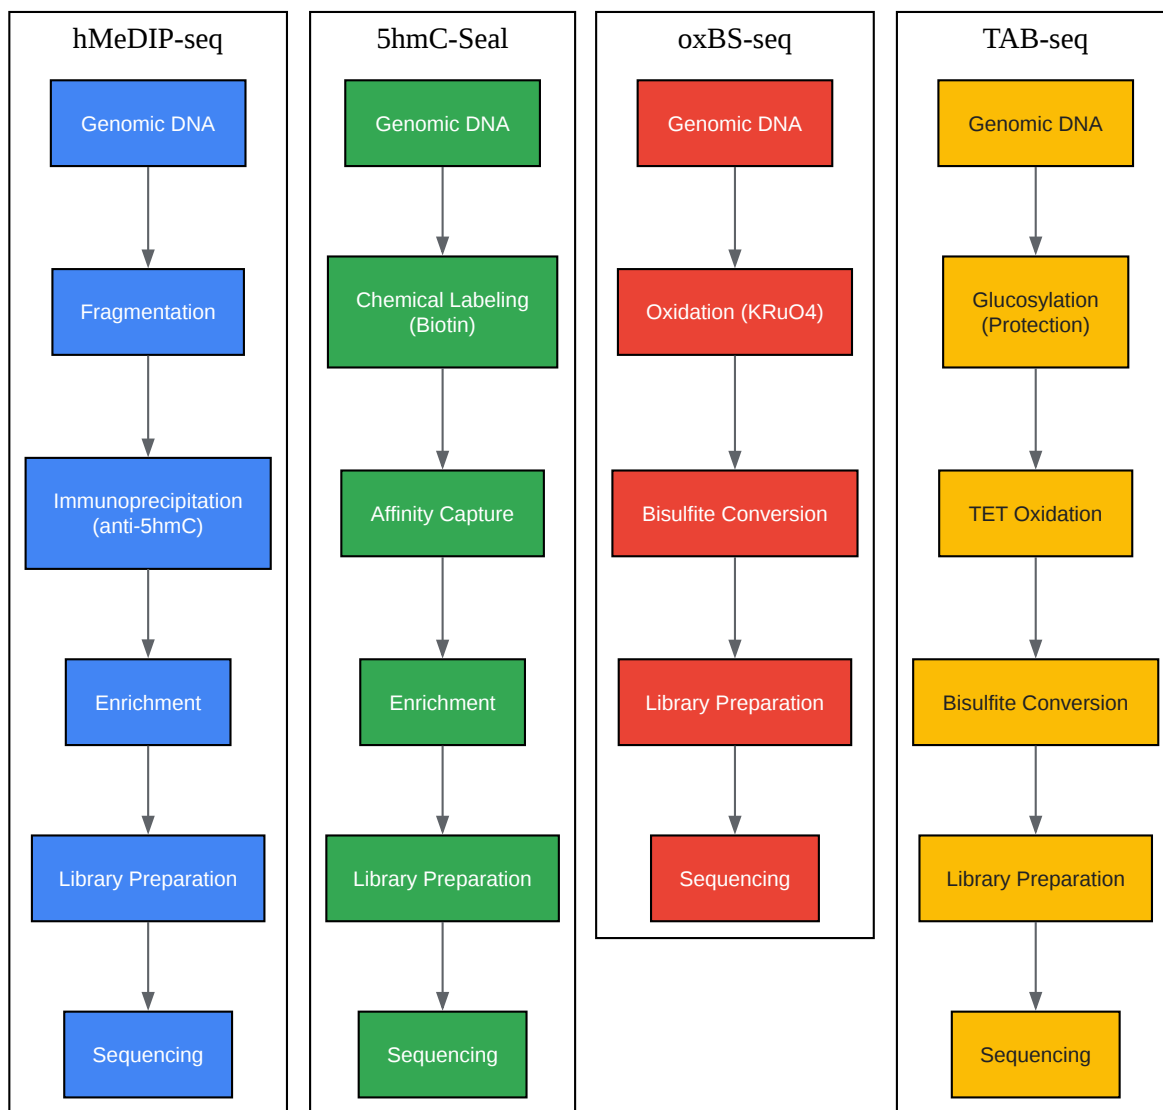 hMeDIP-seq
Genomic DNA
Fragmentation
Immunoprecipitation
(anti-5hmC)
Enrichment
Library Preparation
Sequencing
5hmC-Seal
Genomic DNA
Chemical Labeling
(Biotin)
Affinity Capture
Enrichment
Library Preparation
Sequencing
oxBS-seq
Genomic DNA
Oxidation (KRuO4)
Bisulfite Conversion
Library Preparation
Sequencing
TAB-seq
Genomic DNA
Glucosylation
(Protection)
TET Oxidation
Bisulfite Conversion
Library Preparation
Sequencing